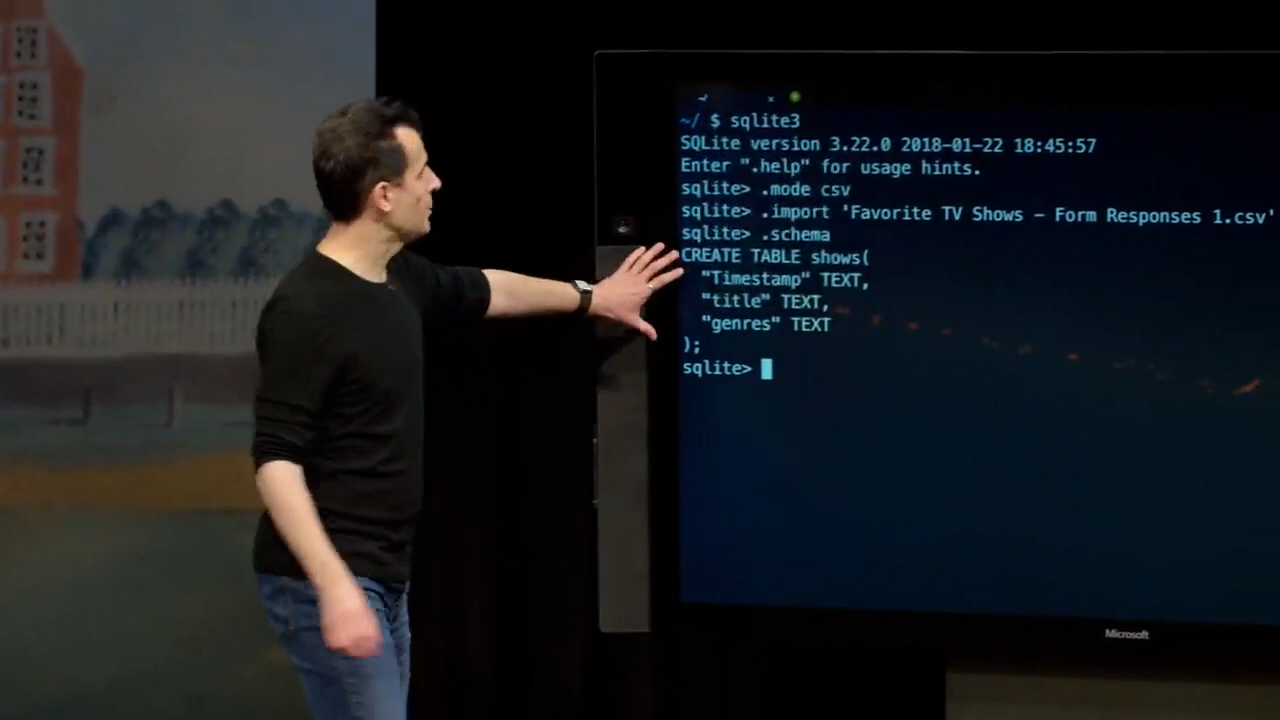 ~/ $ sqlite3
SQLite version 3.22.0 2018-01-22 18:45:57
Enter ".help" for usage hints.
sqlite> .mode csv
sqlite> .import 'Favorite TV Shows - Form Responses 1.csv'
sqlite> .schema
CREATE TABLE shows(
"Timestamp" TEXT,
"title" TEXT,
"genres" TEXT
);
sqlite>
Microsoft